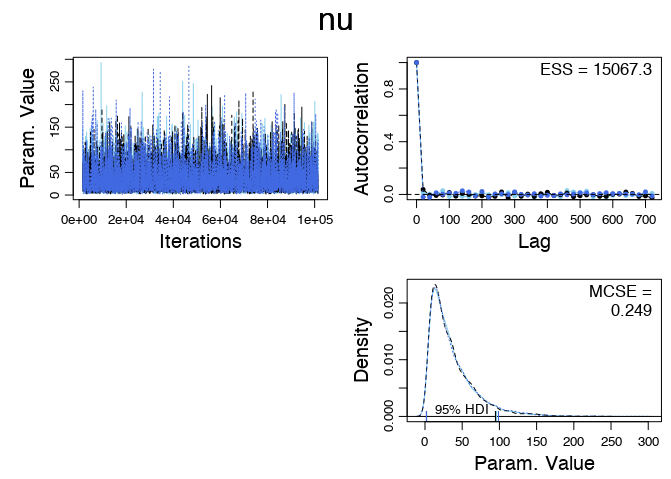 nu
Param. Value
0 50 150 250
0e+00 2e+04 4e+04 6e+04 8e+04 1e+05
Iterations
Autocorrelation
0.0 0.4 0.8
ESS = 15067.3
0 100 200 300 400 500 600 700
Lag
Density
0.000 0.010 0.020
MCSE =
0.249
95% HDI
0 50 100 150 200 250 300
Param. Value